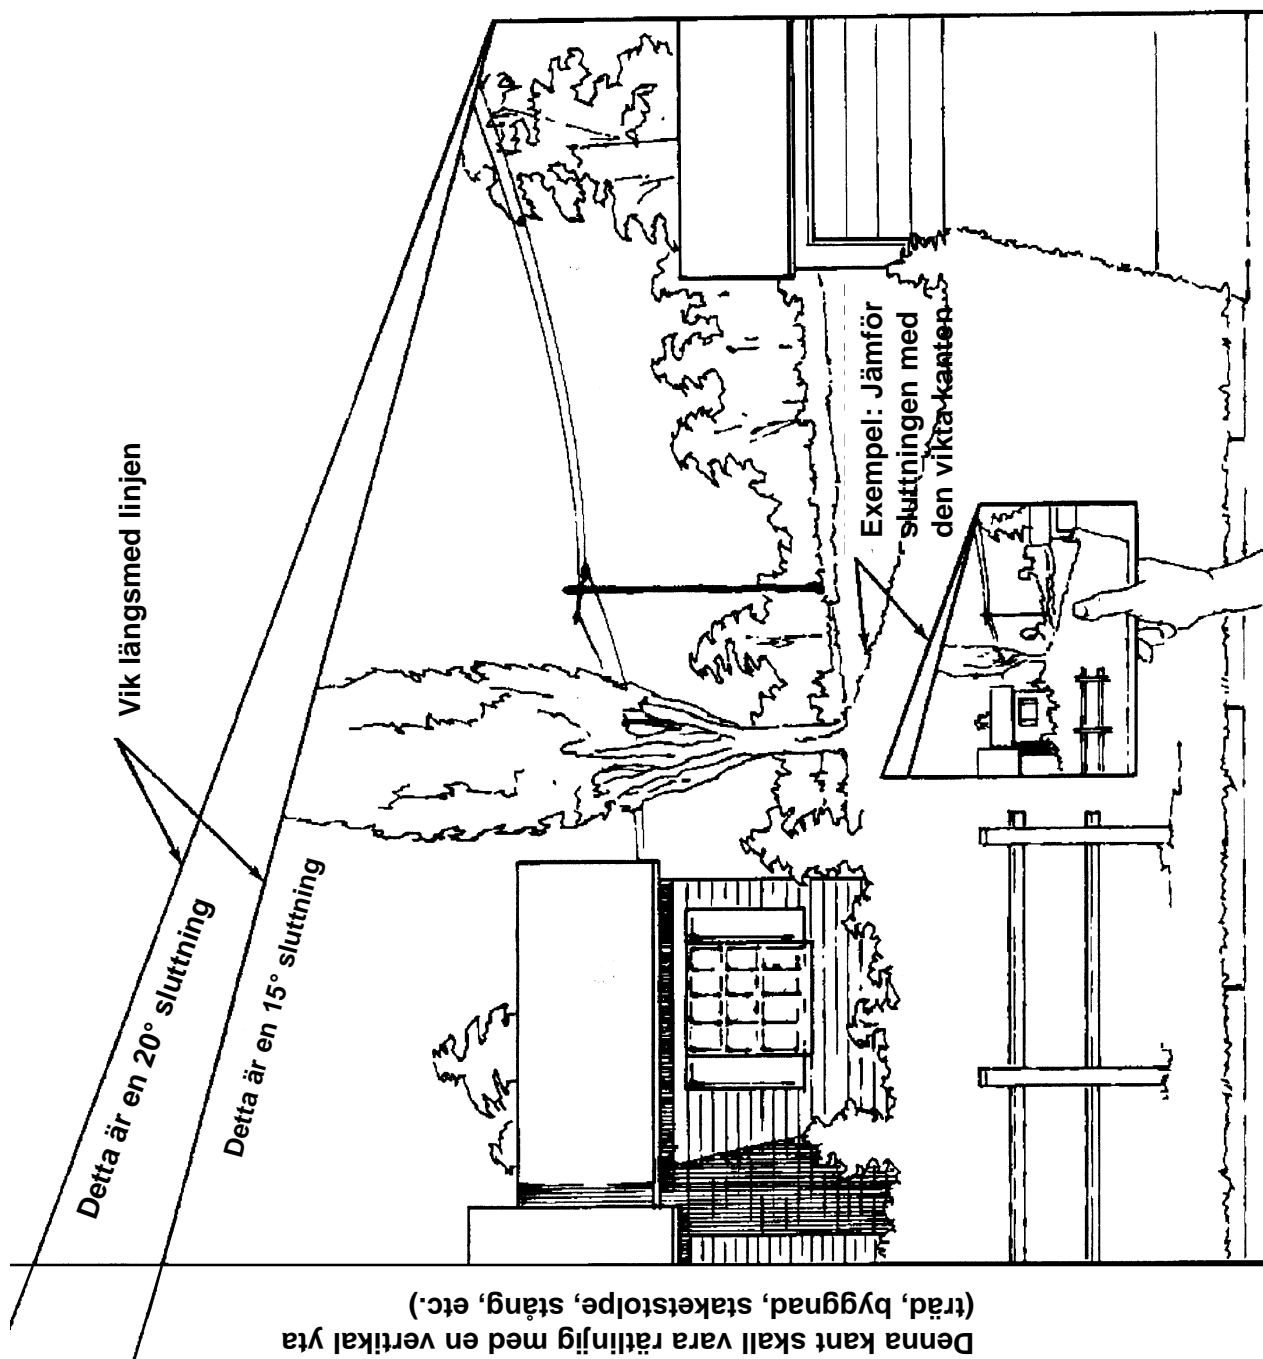 Vik längsmed linjen
Detta är en 20° sluttning
Detta är en 15° sluttning
Exempel: Jämför
sluttningen med
den vikta kanten
Denna kant skall vara rätlinjig med en vertikal yta
(träd, byggnad, staketstolpe, stång, etc.)